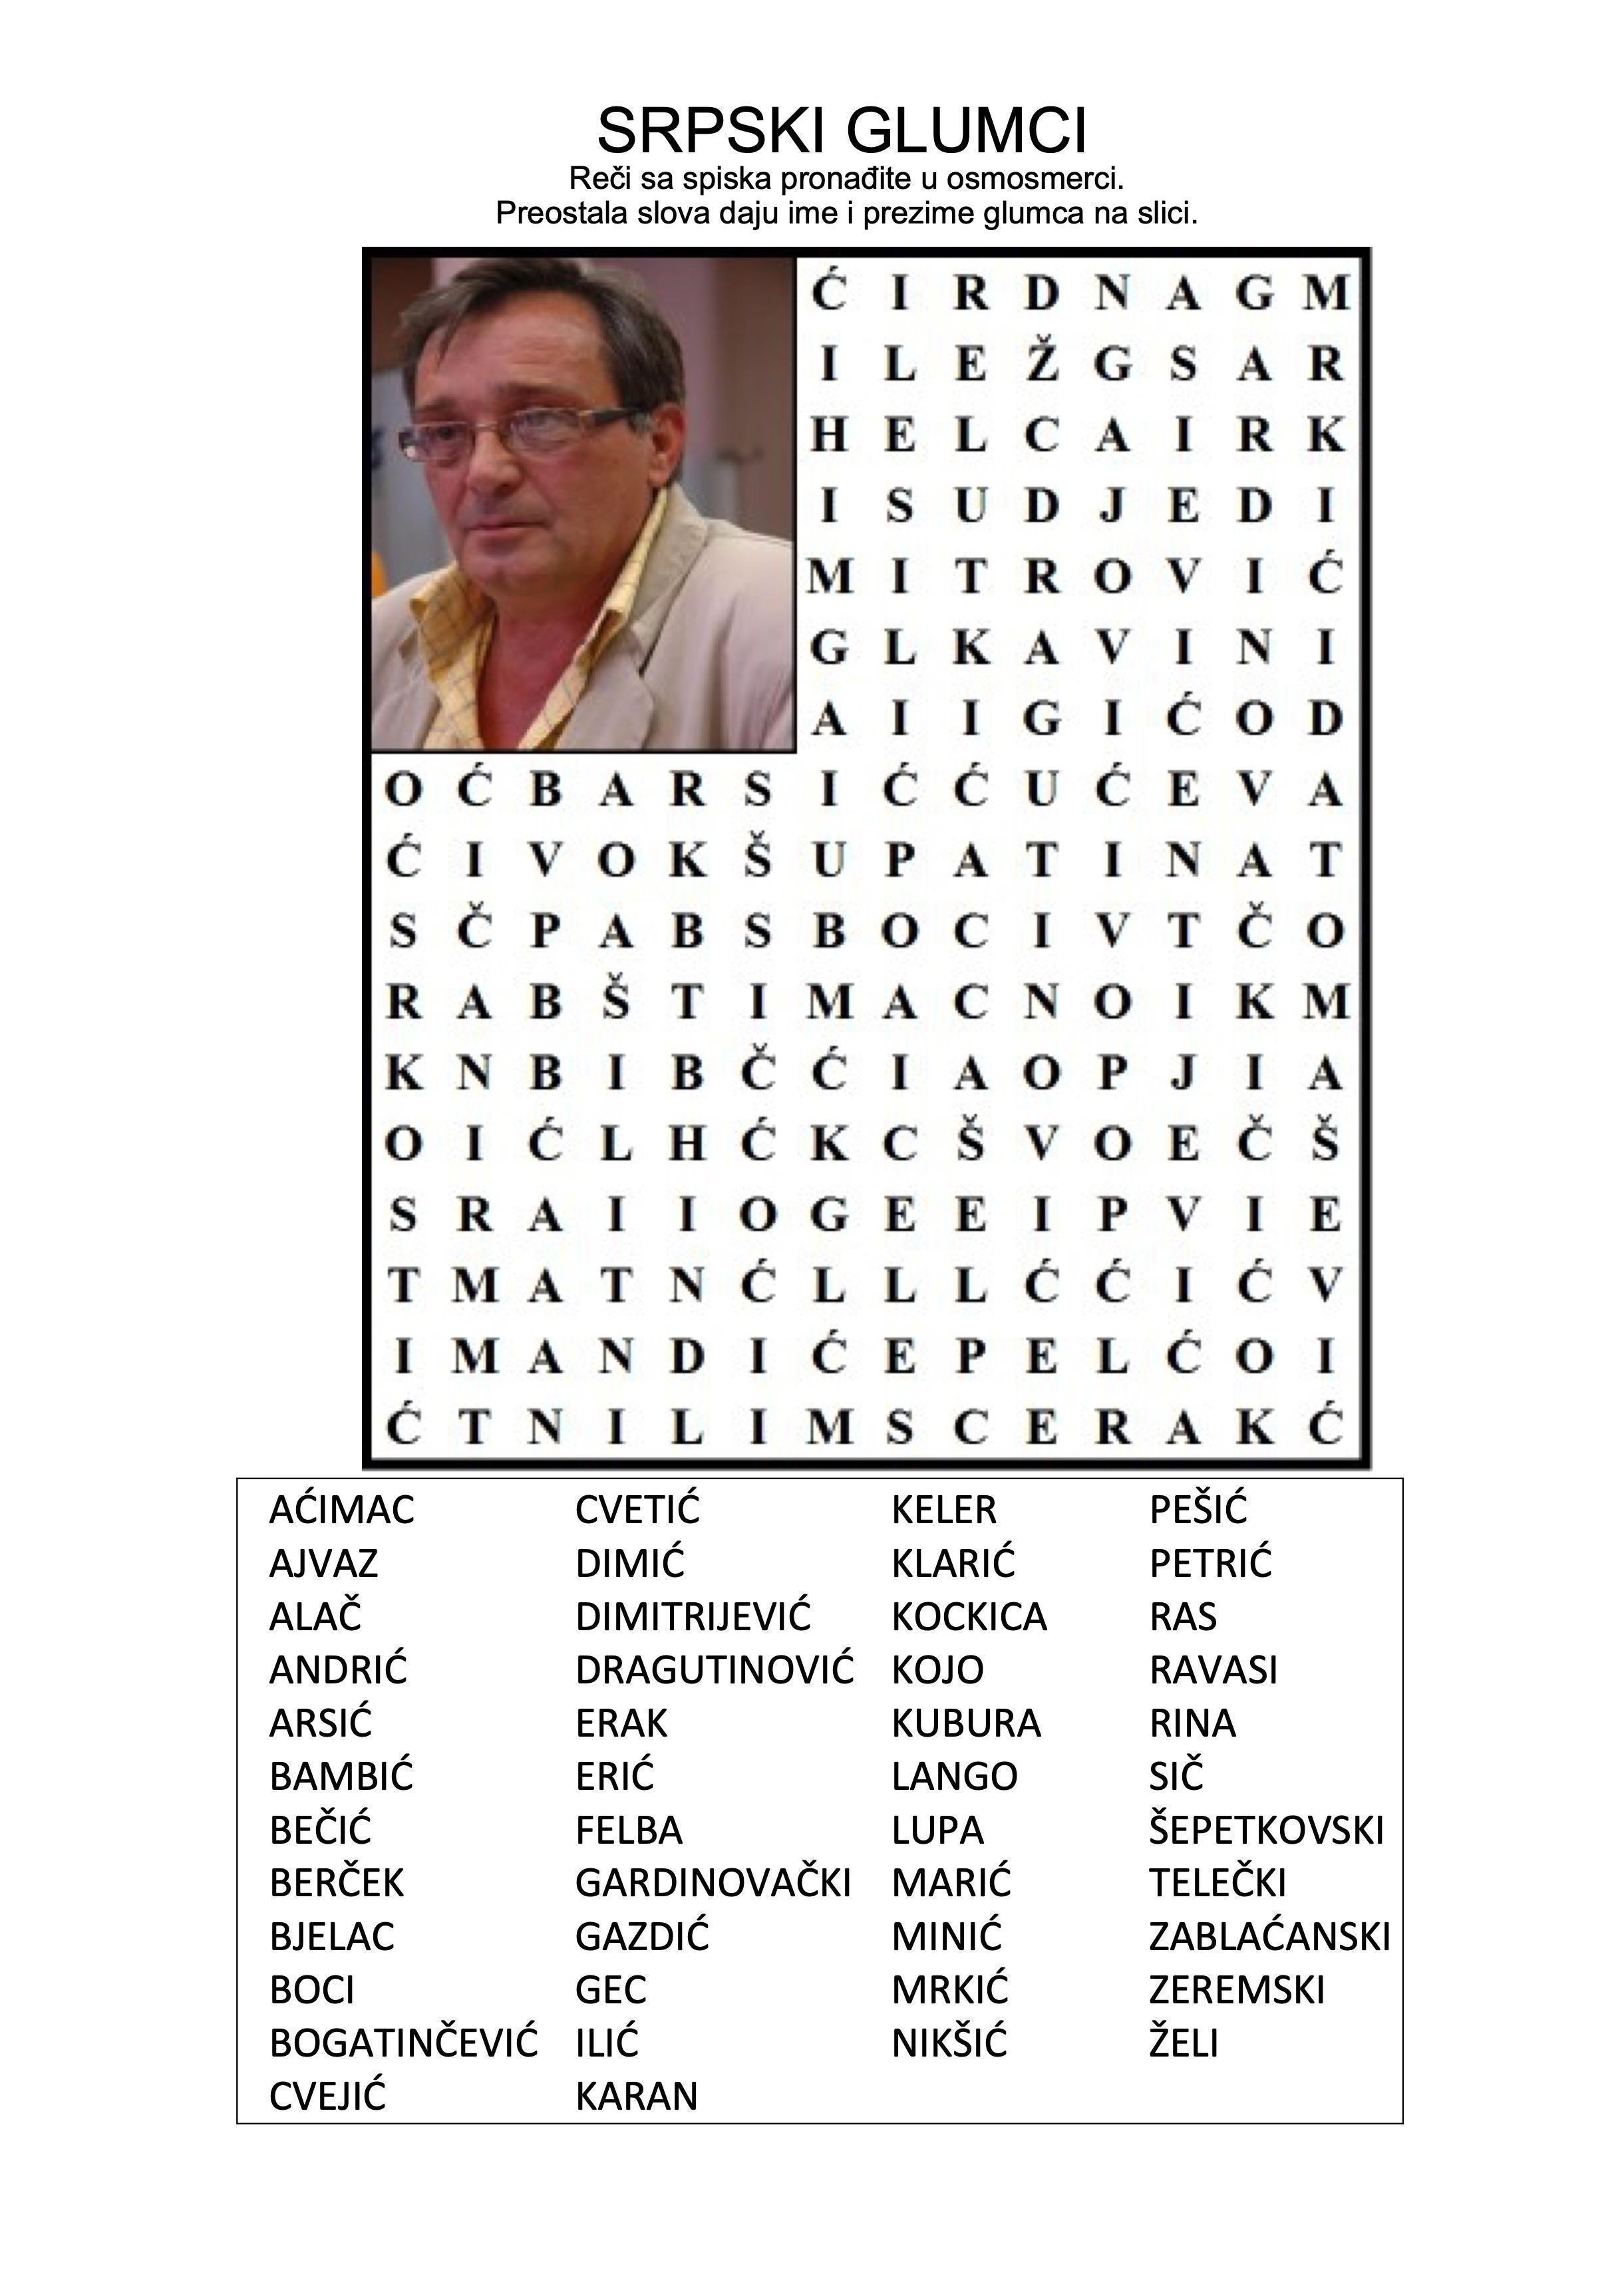 SRPSKI GLUMCI
Reči sa spiska pronađite u osmosmerci.
Preostala slova daju ime i prezime glumca na slici.
Ć I R D N A G M
I L E Ž G S A R
H E L C A I R K
I S U D J E D I
M I T R O V I Ć
G L K A V I N I
A I I G I Ć O D
O Ć B A R S I Ć Ć U Ć E V A
Ć I V O K Š U P A T I N A T
S Č P A B S B O C I V T Č O
R A B Š T I M A C N O I K M
K N B I B Č Ć I A O P J I A
O I Ć L H Ć K C Š V O E Č Š
S R A I I O G E E I P V I E
T M A T N Ć L L L Ć Ć I Ć V
I M A N D I Ć E P E L Ć O I
Ć T N I L I M S C E R A K Ć
AĆIMAC CVETIĆ KELER PEŠIĆ
AJVAZ DIMIĆ KLARIĆ PETRIĆ
ALAČ DIMITRIJEVIĆ KOCKICA RAS
ANDRIĆ DRAGUTINOVIĆ KOJO RAVASI
ARSIĆ ERAK KUBURA RINA
BAMBIĆ ERIĆ LANGO SIČ
BEČIĆ FELBA LUPA ŠEPETKOVSKI
BERČEK GARDINOVAČKI MARIĆ TELEČKI
BJELAC GAZDIĆ MINIĆ ZABLAĆANSKI
BOCI GEC MRKIĆ ZEREMSKI
BOGATINČEVIĆ ILIĆ NIKŠIĆ ŽELI
CVEJIĆ KARAN